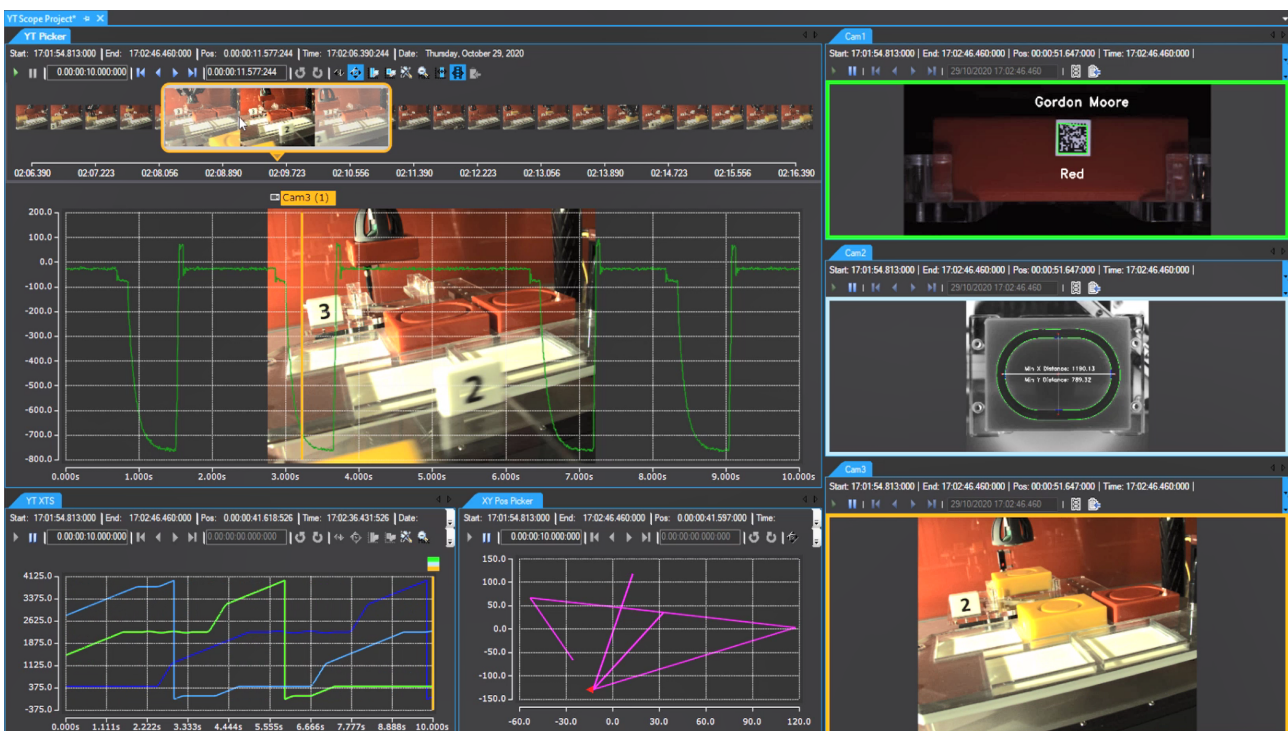 YT Scope Project*
YT Picker
Start: 17:01:54.813:000 | End: 17:02:46.460:000 | Pos: 0.00:00:11.577:244 | Time: 17:02:06.390:244 | Date: Thursday, October 29, 2020
0.00:00:10.000:000
0.00:00:11.577:244
2
02:06.390 02:07.223 02:08.056 02:08.890 02:09.723 02:10.556 02:11.390 02:12.223 02:13.056 02:13.890 02:14.723 02:15.556 02:16.390
Cam3 (1)
200.0
100.0
0.0
-100.0
-200.0
-300.0
-400.0
-500.0
-600.0
-700.0
-800.0
3
2
0.000s 1.000s 2.000s 3.000s 4.000s 5.000s 6.000s 7.000s 8.000s 9.000s 10.000s
YT XTS
Start: 17:01:54.813:000 | End: 17:02:46.460:000 | Pos: 0.00:00:41.618:526 | Time: 17:02:36.431:526 | Date:
0.00:00:10.000:000
0.00:00:00.000:000
4125.0
3375.0
2625.0
1875.0
1125.0
375.0
-375.0
0.000s 1.111s 2.222s 3.333s 4.444s 5.555s 6.666s 7.777s 8.888s 10.000s
XY Pos Picker
Start: 17:01:54.813:000 | End: 17:02:46.460:000 | Pos: 0.00:00:41.597:000 | Time:
0.00:00:10.000:000
0.00:00:00.000:000
150.0
100.0
50.0
0.0
-50.0
-100.0
-150.0
-60.0 -30.0 0.0 30.0 60.0 90.0 120.0
Cam1
Start: 17:01:54.813:000 | End: 17:02:46.460:000 | Pos: 00:00:51.647:000 | Time: 17:02:46.460:000 |
29/10/2020 17:02:46.460
Gordon Moore
Red
Cam2
Start: 17:01:54.813:000 | End: 17:02:46.460:000 | Pos: 00:00:51.647:000 | Time: 17:02:46.460:000 |
29/10/2020 17:02:46.460
Min X Distance: 1190.13
Min Y Distance: 789.32
Cam3
Start: 17:01:54.813:000 | End: 17:02:46.460:000 | Pos: 00:00:51.647:000 | Time: 17:02:46.460:000 |
29/10/2020 17:02:46.460
2